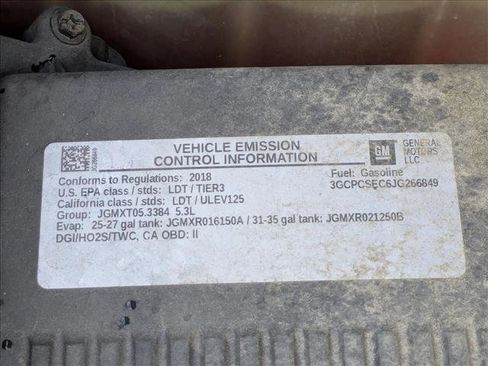 VEHICLE EMISSION
CONTROL INFORMATION
GM
GENERAL
MOTORS
LLC
Conforms to Regulations: 2018
Fuel: Gasoline
U.S. EPA class / stds: LDT / TIER3
3GCPCSEC6JG266849
California class / stds: LDT / ULEV125
Group: JGMXT05.3384 5.3L
Evap: 25-27 gal tank: JGMXR016150A / 31-35 gal tank: JGMXR021250B
DGI/HO2S/TWC, CA OBD: II